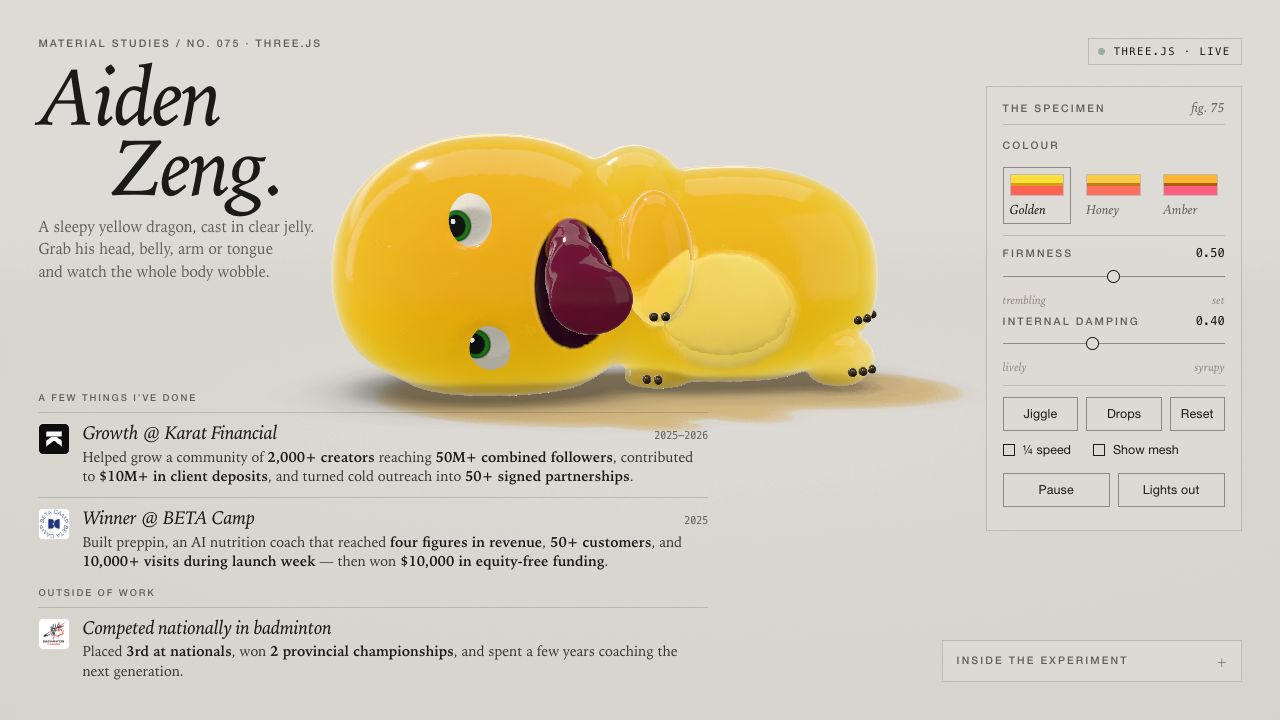 MATERIAL STUDIES / NO. 075 · THREE.JS
Aiden
Zeng.
A sleepy yellow dragon, cast in clear jelly.
Grab his head, belly, arm or tongue
and watch the whole body wobble.
A FEW THINGS I'VE DONE
Growth @ Karat Financial
2025–2026
Helped grow a community of 2,000+ creators reaching 50M+ combined followers, contributed
to $10M+ in client deposits, and turned cold outreach into 50+ signed partnerships.
Winner @ BETA Camp
2025
Built preppin, an AI nutrition coach that reached four figures in revenue, 50+ customers, and
10,000+ visits during launch week — then won $10,000 in equity-free funding.
OUTSIDE OF WORK
Competed nationally in badminton
Placed 3rd at nationals, won 2 provincial championships, and spent a few years coaching the
next generation.
THREE.JS · LIVE
THE SPECIMEN
fig. 75
COLOUR
Golden
Honey
Amber
FIRMNESS
0.50
trembling
set
INTERNAL DAMPING
0.40
lively
syrupy
Jiggle
Drops
Reset
¼ speed
Show mesh
Pause
Lights out
INSIDE THE EXPERIMENT
+